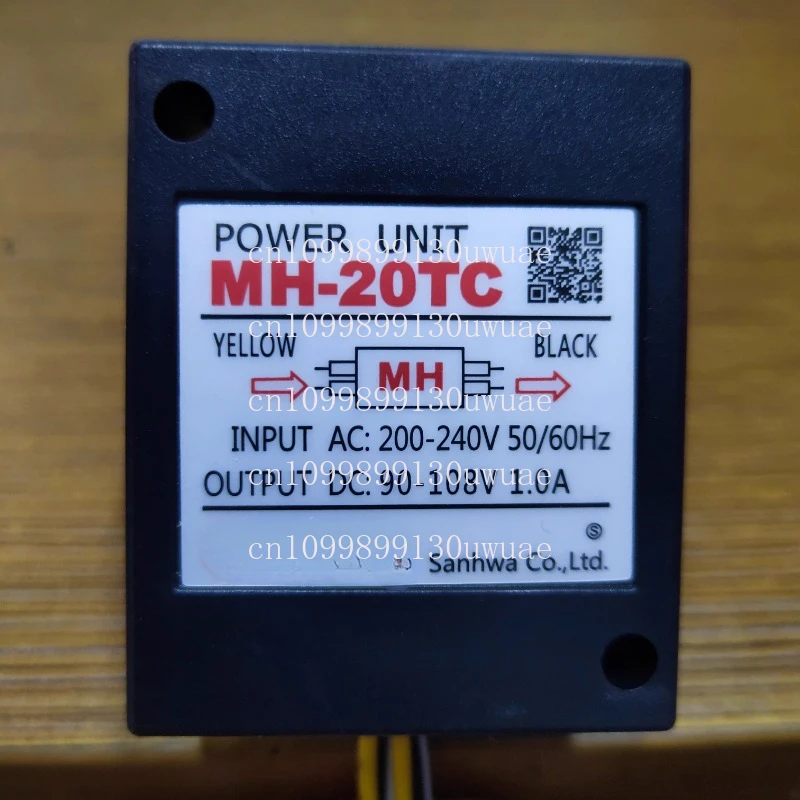 POWER UNIT
cn1099899130uwuae
MH-20TC
cn1099899130uwuae
YELLOW
BLACK
MH
cn1099899130uwuae
INPUT AC: 200-240V 50/60Hz
cn1099899130uwuae
OUTPUT DC: 90-108V 1.0A
S
cn1099899130uwuae
Sanhwa Co.,Ltd.